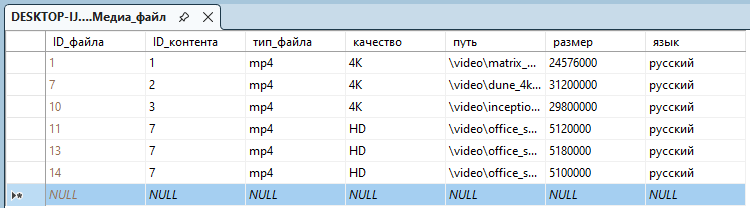 DESKTOP-IJ....Медиа_файл
ID_файла ID_контента тип_файла качество путь размер язык
1 1 mp4 4K \video\matrix_... 24576000 русский
7 2 mp4 4K \video\dune_4k... 31200000 русский
10 3 mp4 4K \video\inceptio... 29800000 русский
11 7 mp4 HD \video\office_s... 5120000 русский
13 7 mp4 HD \video\office_s... 5180000 русский
14 7 mp4 HD \video\office_s... 5100000 русский
NULL NULL NULL NULL NULL NULL NULL